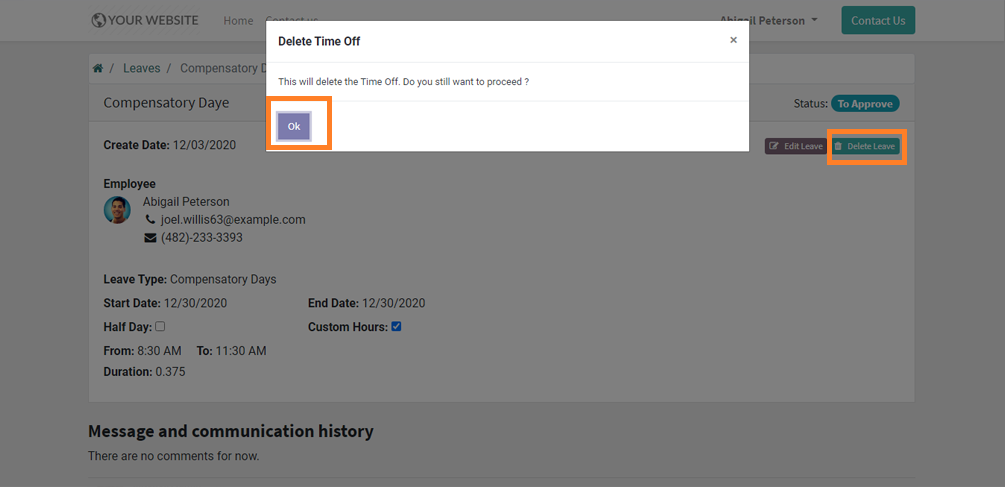 YOUR WEBSITE Home Contact us Abigail Peterson Contact Us
Delete Time Off ×
This will delete the Time Off. Do you still want to proceed ?
Ok
/ Leaves / Compensatory
Compensatory Daye Status: To Approve
Create Date: 12/03/2020 Edit Leave Delete Leave
Employee
Abigail Peterson
joel.willis63@example.com
(482)-233-3393
Leave Type: Compensatory Days
Start Date: 12/30/2020 End Date: 12/30/2020
Half Day: Custom Hours:
From: 8:30 AM To: 11:30 AM
Duration: 0.375
Message and communication history
There are no comments for now.